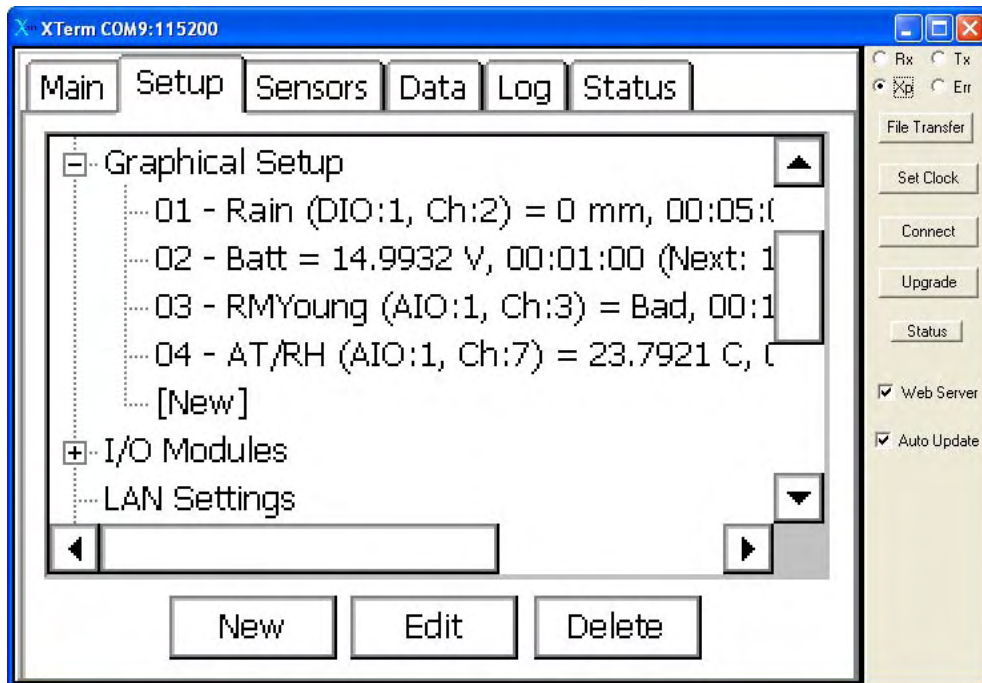 XTerm COM9:115200
Main Setup Sensors Data Log Status
Graphical Setup
01 - Rain (DIO:1, Ch:2) = 0 mm, 00:05:
02 - Batt = 14.9932 V, 00:01:00 (Next: 1
03 - RMYoung (AIO:1, Ch:3) = Bad, 00:1
04 - AT/RH (AIO:1, Ch:7) = 23.7921 C,
[New]
I/O Modules
LAN Settings
New Edit Delete
Rx Tx
Xp Err
File Transfer
Set Clock
Connect
Upgrade
Status
Web Server
Auto Update